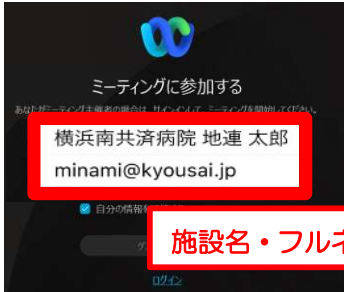 ミーティングに参加する
あなたがミーティング主催者の場合は、サインインして、ミーティングを開始してください。
横浜南共済病院 地連 太郎
minami@kyousai.jp
自分の情報を
施設名・フルネ
ログイン